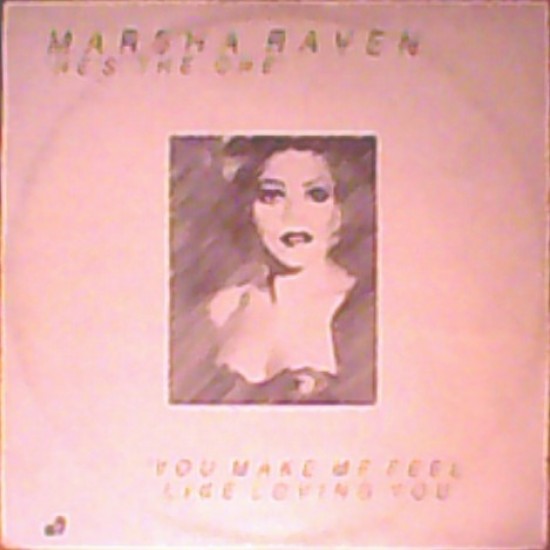 MARSHA RAVEN
HE'S THE ONE
YOU MAKE ME FEEL
LIKE LOVING YOU